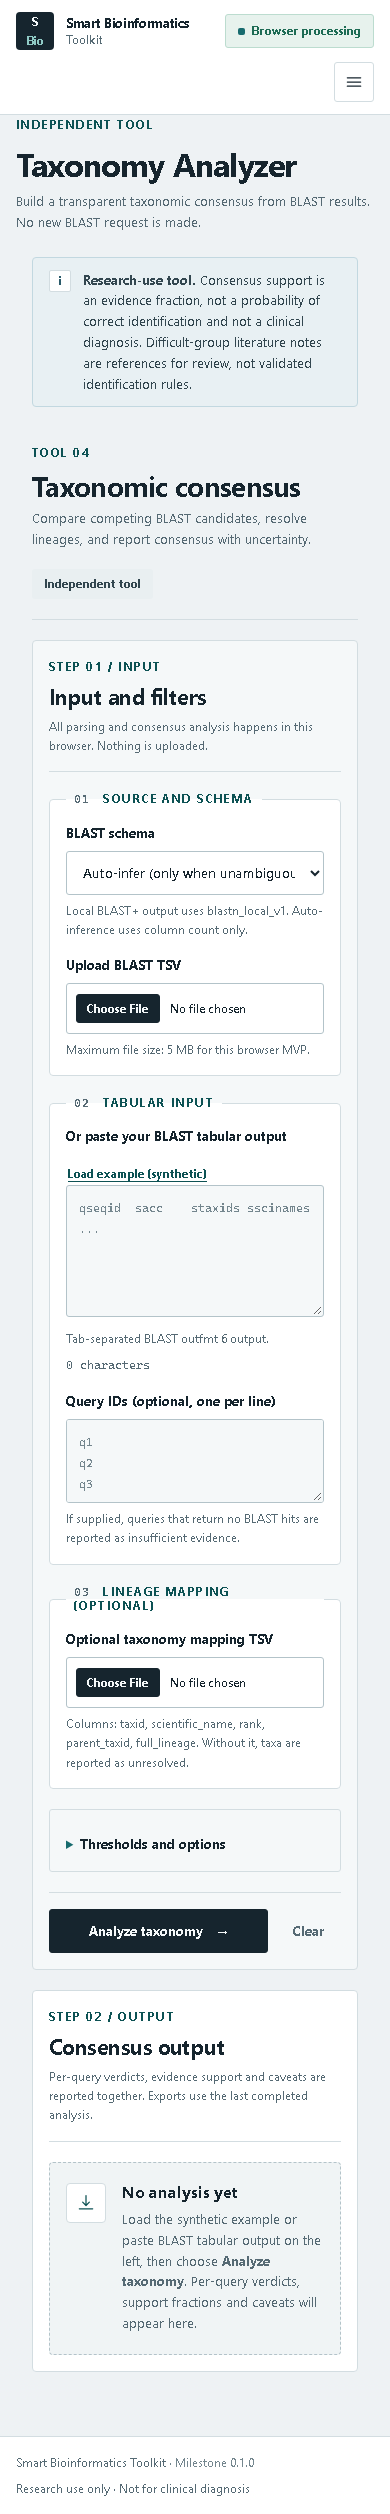 S
Bio
Smart Bioinformatics
Toolkit
Browser processing
INDEPENDENT TOOL
Taxonomy Analyzer
Build a transparent taxonomic consensus from BLAST results.
No new BLAST request is made.
i
Research-use tool. Consensus support is
an evidence fraction, not a probability of
correct identification and not a clinical
diagnosis. Difficult-group literature notes
are references for review, not validated
identification rules.
TOOL 04
Taxonomic consensus
Compare competing BLAST candidates, resolve
lineages, and report consensus with uncertainty.
Independent tool
STEP 01 / INPUT
Input and filters
All parsing and consensus analysis happens in this
browser. Nothing is uploaded.
01 SOURCE AND SCHEMA
BLAST schema
Auto-infer (only when unambiguou
Local BLAST+ output uses blastn_local_v1. Auto-
inference uses column count only.
Upload BLAST TSV
Choose File No file chosen
Maximum file size: 5 MB for this browser MVP.
02 TABULAR INPUT
Or paste your BLAST tabular output
Load example (synthetic)
qseqid sacc staxids sscinames
...
Tab-separated BLAST outfmt 6 output.
0 characters
Query IDs (optional, one per line)
q1
q2
q3
If supplied, queries that return no BLAST hits are
reported as insufficient evidence.
03 LINEAGE MAPPING
(OPTIONAL)
Optional taxonomy mapping TSV
Choose File No file chosen
Columns: taxid, scientific_name, rank,
parent_taxid, full_lineage. Without it, taxa are
reported as unresolved.
▶ Thresholds and options
Analyze taxonomy →
Clear
STEP 02 / OUTPUT
Consensus output
Per-query verdicts, evidence support and caveats are
reported together. Exports use the last completed
analysis.
No analysis yet
Load the synthetic example or
paste BLAST tabular output on the
left, then choose Analyze
taxonomy. Per-query verdicts,
support fractions and caveats will
appear here.
Smart Bioinformatics Toolkit · Milestone 0.1.0
Research use only · Not for clinical diagnosis